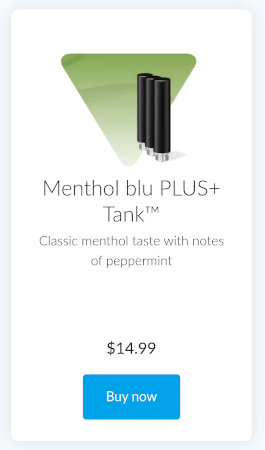 Menthol blu PLUS+
Tank™
Classic menthol taste with notes
of peppermint
$14.99
Buy now